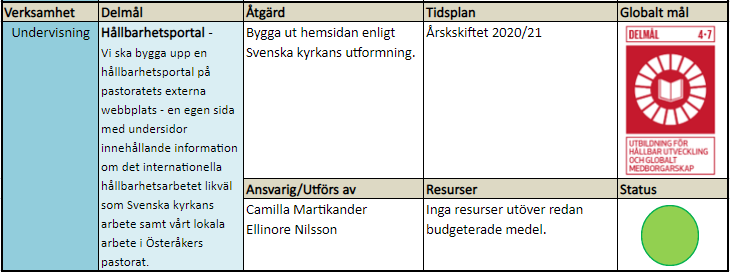 Verksamhet Delmål Åtgärd Tidsplan Globalt mål
Undervisning
Hållbarhetsportal -
Vi ska bygga upp en
hållbarhetsportal på
pastoratets externa
webbplats - en egen sida
med undersidor
innehållande information
om det internationella
hållbarhetsarbetet likväl
som Svenska kyrkans
arbete samt vårt lokala
arbete i Österåkers
pastorat.
Bygga ut hemsidan enligt
Svenska kyrkans utformning.
Årskskiftet 2020/21
DELMÅL 4·7
UTBILDNING FÖR
HÅLLBAR UTVECKLING
OCH GLOBALT
MEDBORGARSKAP
Ansvarig/Utförs av Resurser Status
Camilla Martikander
Ellinore Nilsson
Inga resurser utöver redan
budgeterade medel.